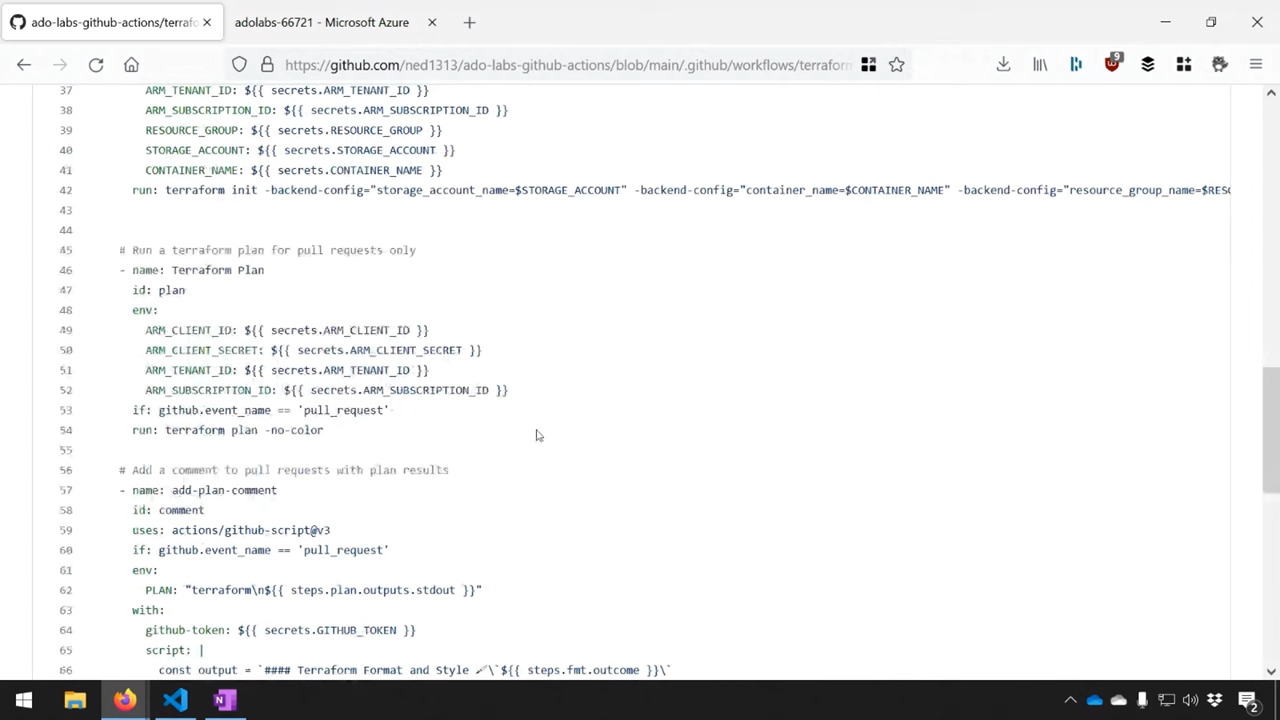 ado-labs-github-actions/terrafo
adolabs-66721 - Microsoft Azure
https://github.com/ned1313/ado-labs-github-actions/blob/main/.github/workflows/terraform
9
37 ARM_TENANT_ID: ${{ secrets.ARM_TENANT_ID }}
38 ARM_SUBSCRIPTION_ID: ${{ secrets.ARM_SUBSCRIPTION_ID }}
39 RESOURCE_GROUP: ${{ secrets.RESOURCE_GROUP }}
40 STORAGE_ACCOUNT: ${{ secrets.STORAGE_ACCOUNT }}
41 CONTAINER_NAME: ${{ secrets.CONTAINER_NAME }}
42 run: terraform init -backend-config="storage_account_name=$STORAGE_ACCOUNT" -backend-config="container_name=$CONTAINER_NAME" -backend-config="resource_group_name=$RESO
43
44
45 # Run a terraform plan for pull requests only
46 - name: Terraform Plan
47 id: plan
48 env:
49 ARM_CLIENT_ID: ${{ secrets.ARM_CLIENT_ID }}
50 ARM_CLIENT_SECRET: ${{ secrets.ARM_CLIENT_SECRET }}
51 ARM_TENANT_ID: ${{ secrets.ARM_TENANT_ID }}
52 ARM_SUBSCRIPTION_ID: ${{ secrets.ARM_SUBSCRIPTION_ID }}
53 if: github.event_name == 'pull_request'
54 run: terraform plan -no-color
55
56 # Add a comment to pull requests with plan results
57 - name: add-plan-comment
58 id: comment
59 uses: actions/github-script@v3
60 if: github.event_name == 'pull_request'
61 env:
62 PLAN: "terraform\n${{ steps.plan.outputs.stdout }}"
63 with:
64 github-token: ${{ secrets.GITHUB_TOKEN }}
65 script: |
66 const output = `#### Terraform Format and Style 🖌\`${{ steps.fmt.outcome }}\`
2